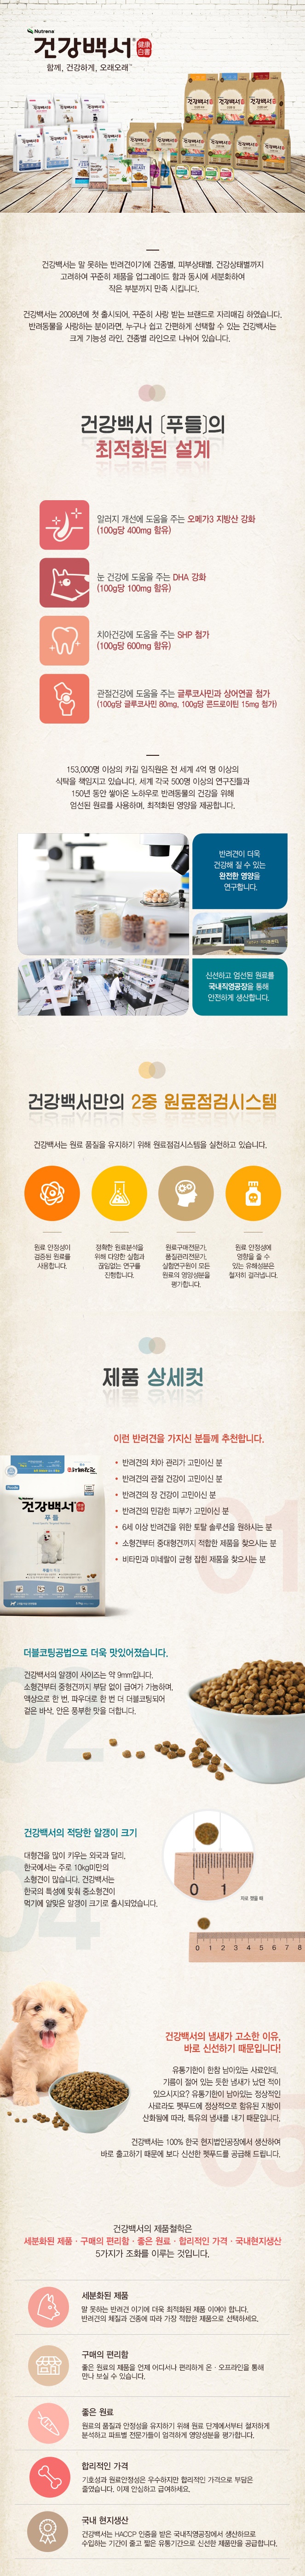 Nutrena
건강백서 健康白書
함께, 건강하게, 오래오래™
건강백서는 말 못하는 반려견이기에 견종별, 피부상태별, 건강상태별까지
고려하여 꾸준히 제품을 업그레이드 함과 동시에 세분화하여
작은 부분까지 만족 시킵니다.
건강백서는 2008년에 첫 출시되어, 꾸준히 사랑 받는 브랜드로 자리매김 하였습니다.
반려동물을 사랑하는 분이라면, 누구나 쉽고 간편하게 선택할 수 있는 건강백서는
크게 기능성 라인, 견종별 라인으로 나뉘어 있습니다.
건강백서 [푸들]의
최적화된 설계
알러지 개선에 도움을 주는 오메가3 지방산 강화
(100g당 400mg 함유)
눈 건강에 도움을 주는 DHA 강화
(100g당 100mg 함유)
치아건강에 도움을 주는 SHP 첨가
(100g당 600mg 함유)
관절건강에 도움을 주는 글루코사민과 상어연골 첨가
(100g당 글루코사민 80mg, 100g당 콘드로이틴 15mg 첨가)
153,000명 이상의 카길 임직원은 전 세계 4억 명 이상의
식탁을 책임지고 있습니다. 세계 각국 500명 이상의 연구진들과
150년 동안 쌓아온 노하우로 반려동물의 건강을 위해
엄선된 원료를 사용하며, 최적화된 영양을 제공합니다.
반려견이 더욱
건강해 질 수 있는
완전한 영양을
연구합니다.
신선하고 엄선된 원료를
국내직영공장을 통해
안전하게 생산합니다.
건강백서만의 2중 원료점검시스템
건강백서는 원료 품질을 유지하기 위해 원료점검시스템을 실천하고 있습니다.
원료 안정성이
검증된 원료를
사용합니다.
정확한 원료분석을
위해 다양한 실험과
끊임없는 연구를
진행합니다.
원료구매전문가,
품질관리전문가,
실험연구원이 모든
원료의 영양성분을
평가합니다.
원료 안정성에
영향을 줄 수
있는 유해성분은
철저히 걸러냅니다.
제품 상세컷
이런 반려견을 가지신 분들께 추천합니다.
• 반려견의 치아 관리가 고민이신 분
• 반려견의 관절 건강이 고민이신 분
• 반려견의 장 건강이 고민이신 분
• 반려견의 민감한 피부가 고민이신 분
• 6세 이상 반려견을 위한 토탈 솔루션을 원하시는 분
• 소형견부터 중대형견까지 적합한 제품을 찾으시는 분
• 비타민과 미네랄이 균형 잡힌 제품을 찾으시는 분
01
Poodle
건강백서
푸들
02
더블코팅공법으로 더욱 맛있어졌습니다.
건강백서의 알갱이 사이즈는 약 9mm입니다.
소형견부터 중형견까지 부담 없이 급여가 가능하며,
액상으로 한 번, 파우더로 한 번 더 더블코팅되어
겉은 바삭, 안은 풍부한 맛을 더합니다.
04
건강백서의 적당한 알갱이 크기
대형견을 많이 키우는 외국과 달리,
한국에서는 주로 10kg미만의
소형견이 많습니다. 건강백서는
한국의 특성에 맞춰 중소형견이
먹기에 알맞은 알갱이 크기로 출시되었습니다.
0 1
자로 쟀을 때
0 1 2 3 4 5 6 7 8
건강백서의 냄새가 고소한 이유,
바로 신선하기 때문입니다!
유통기한이 한참 남아있는 사료인데,
기름이 절어 있는 듯한 냄새가 났던 적이
있으시지요? 유통기한이 남아있는 정상적인
사료라도 펫푸드에 정상적으로 함유된 지방이
산화됨에 따라, 특유의 냄새를 내기 때문입니다.
건강백서는 100% 한국 현지법인공장에서 생산하여
바로 출고하기 때문에 보다 신선한 펫푸드를 공급해 드립니다.
건강백서의 제품철학은
세분화된 제품 · 구매의 편리함 · 좋은 원료 · 합리적인 가격 · 국내현지생산
5가지가 조화를 이루는 것입니다.
세분화된 제품
말 못하는 반려견 이기에 더욱 최적화된 제품 이여야 합니다.
반려견의 체질과 견종에 따라 가장 적합한 제품으로 선택하세요.
구매의 편리함
좋은 원료의 제품을 언제 어디서나 편리하게 온 · 오프라인을 통해
만나 보실 수 있습니다.
좋은 원료
원료의 품질과 안정성을 유지하기 위해 원료 단계에서부터 철저하게
분석하고 파트별 전문가들이 엄격하게 영양성분을 평가합니다.
합리적인 가격
기호성과 원료안정성은 우수하지만 합리적인 가격으로 부담은
줄였습니다. 이제 안심하고 급여하세요.
국내 현지생산
건강백서는 HACCP 인증을 받은 국내직영공장에서 생산하므로
수입하는 기간이 줄고 짧은 유통기간으로 신선한 제품만을 공급합니다.